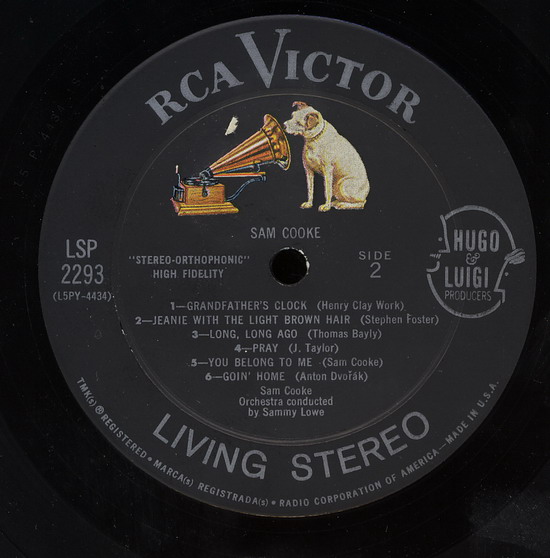 RCA VICTOR
SAM COOKE
LSP
2293
(L5PY-4434)
"STEREO-ORTHOPHONIC"
HIGH FIDELITY
SIDE
2
HUGO
&
LUIGI
PRODUCERS
1—GRANDFATHER'S CLOCK (Henry Clay Work)
2—JEANIE WITH THE LIGHT BROWN HAIR (Stephen Foster)
3—LONG, LONG AGO (Thomas Bayly)
4—PRAY (J. Taylor)
5—YOU BELONG TO ME (Sam Cooke)
6—GOIN' HOME (Anton Dvořák)
Sam Cooke
Orchestra conducted
by Sammy Lowe
LIVING STEREO
TMK(s) ® REGISTERED • MARCA(s) REGISTRADA(s) • RADIO CORPORATION OF AMERICA—MADE IN U.S.A.